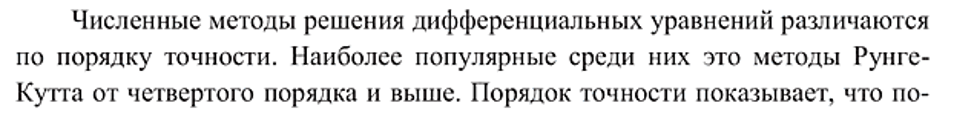 Численные методы решения дифференциальных уравнений различаются
по порядку точности. Наиболее популярные среди них это методы Рунге-
Кутта от четвертого порядка и выше. Порядок точности показывает, что по-